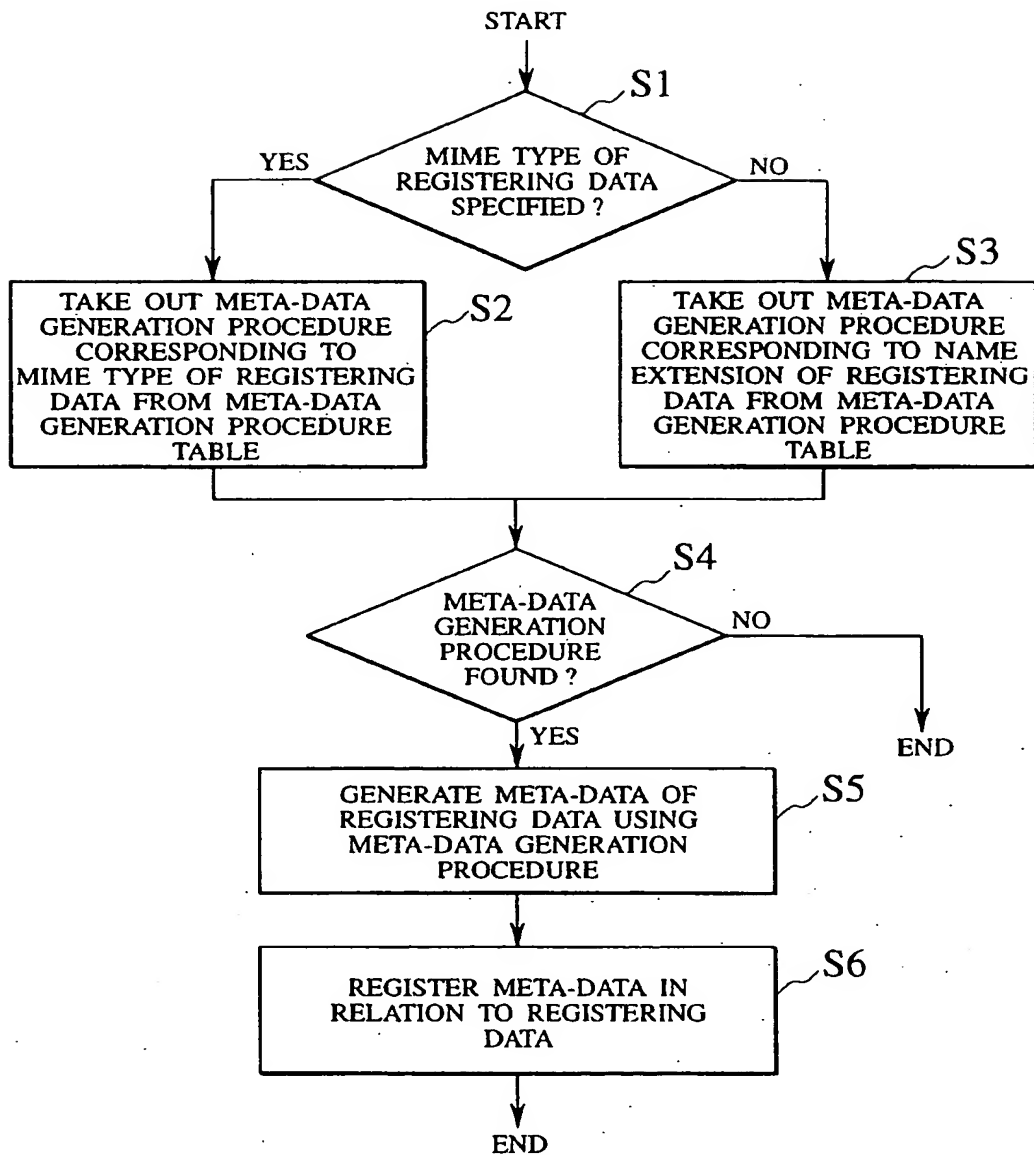 START
S1
MIME TYPE OF
REGISTERING DATA
SPECIFIED ?
YES
NO
S2
TAKE OUT META-DATA
GENERATION PROCEDURE
CORRESPONDING TO
MIME TYPE OF REGISTERING
DATA FROM META-DATA
GENERATION PROCEDURE
TABLE
S3
TAKE OUT META-DATA
GENERATION PROCEDURE
CORRESPONDING TO NAME
EXTENSION OF REGISTERING
DATA FROM META-DATA
GENERATION PROCEDURE
TABLE
S4
META-DATA
GENERATION
PROCEDURE
FOUND ?
NO
END
YES
S5
GENERATE META-DATA OF
REGISTERING DATA USING
META-DATA GENERATION
PROCEDURE
S6
REGISTER META-DATA IN
RELATION TO REGISTERING
DATA
END